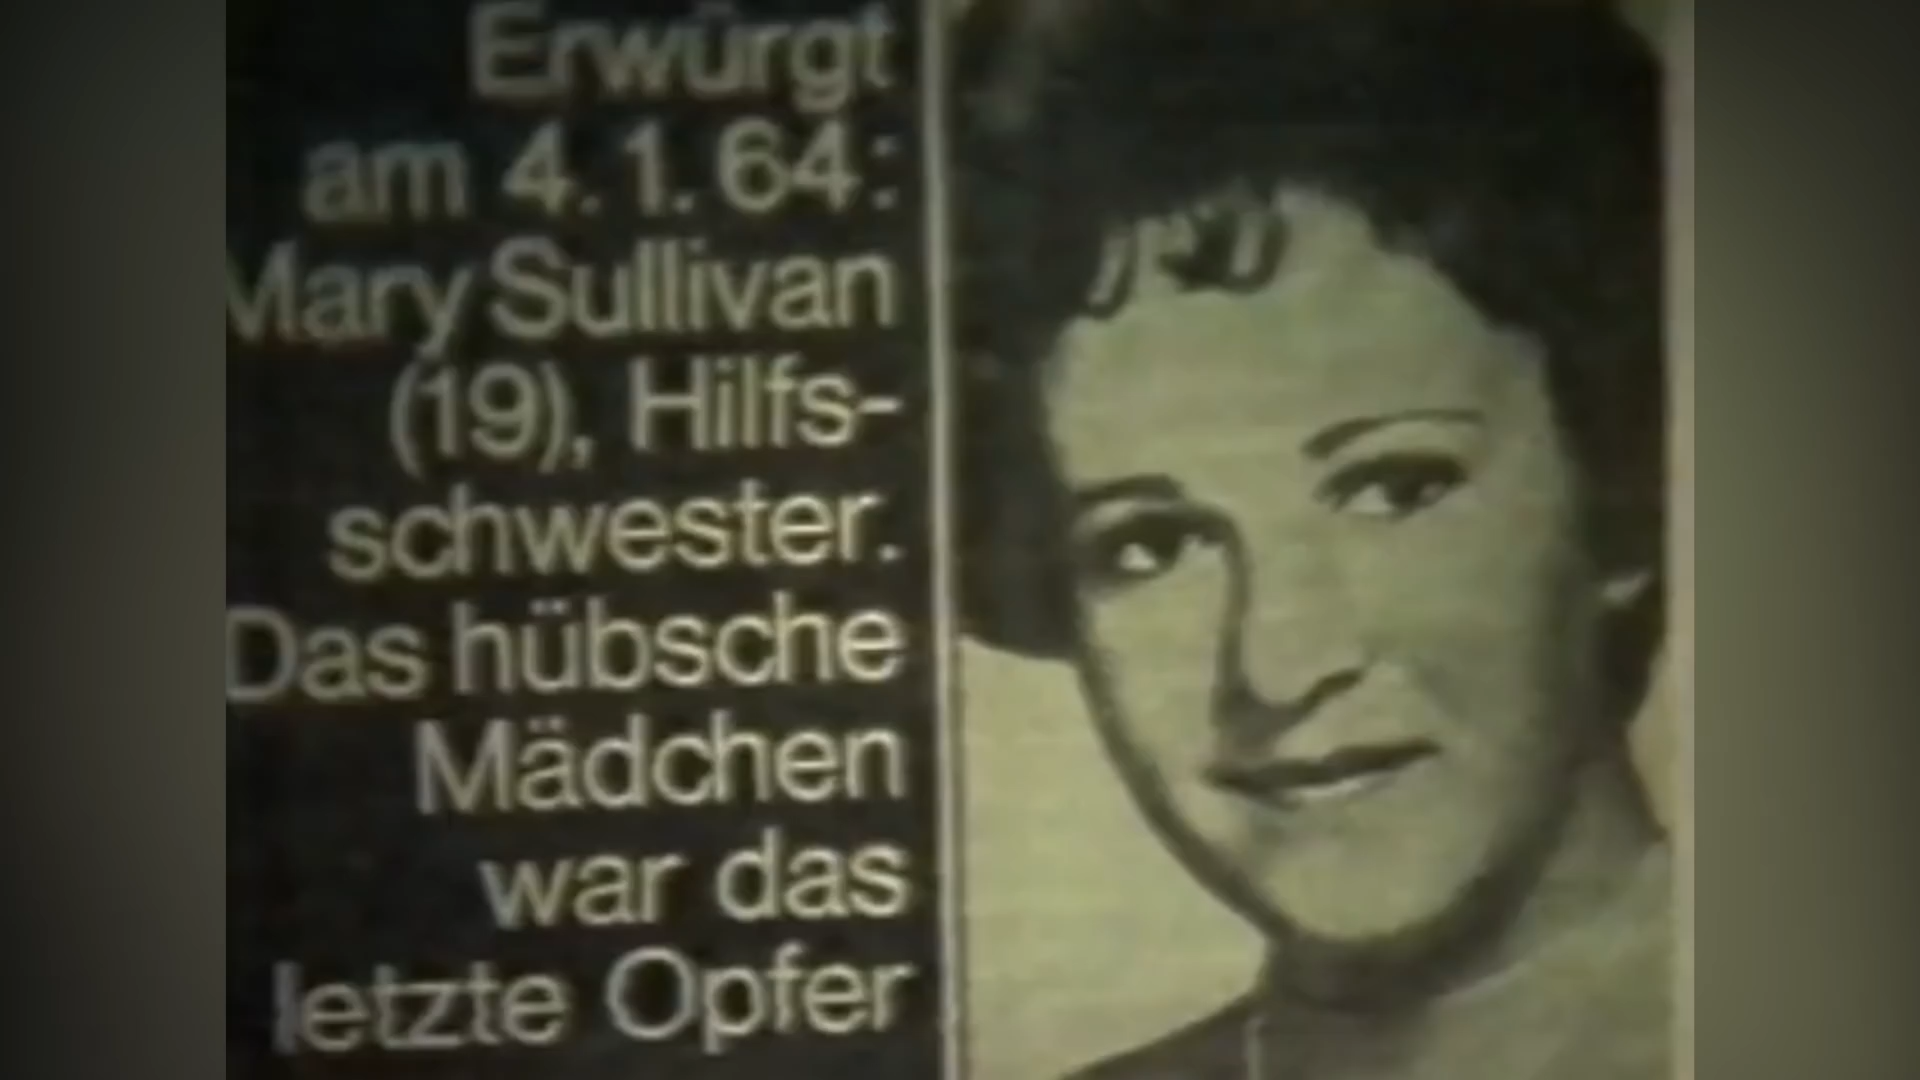 Erwürgt
am 4.1.64:
Mary Sullivan
(19), Hilfs-
schwester.
Das hübsche
Mädchen
war das
letzte Opfer